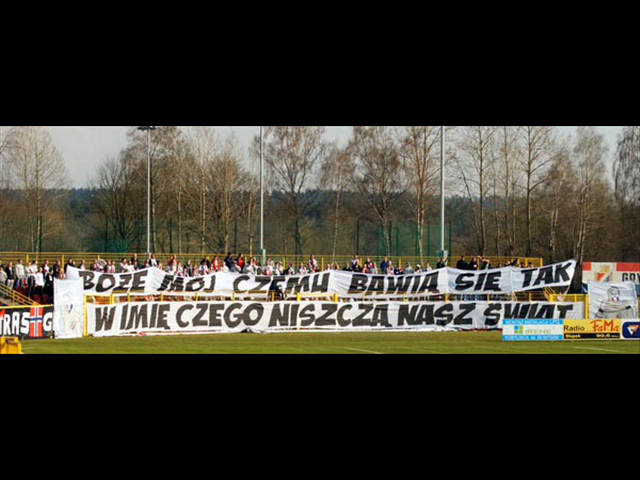 BOŻE MÓJ CZEMU BAWIĄ SIĘ TAK
W IMIĘ CZEGO NISZCZĄ NASZ ŚWIAT
Radio FaMa